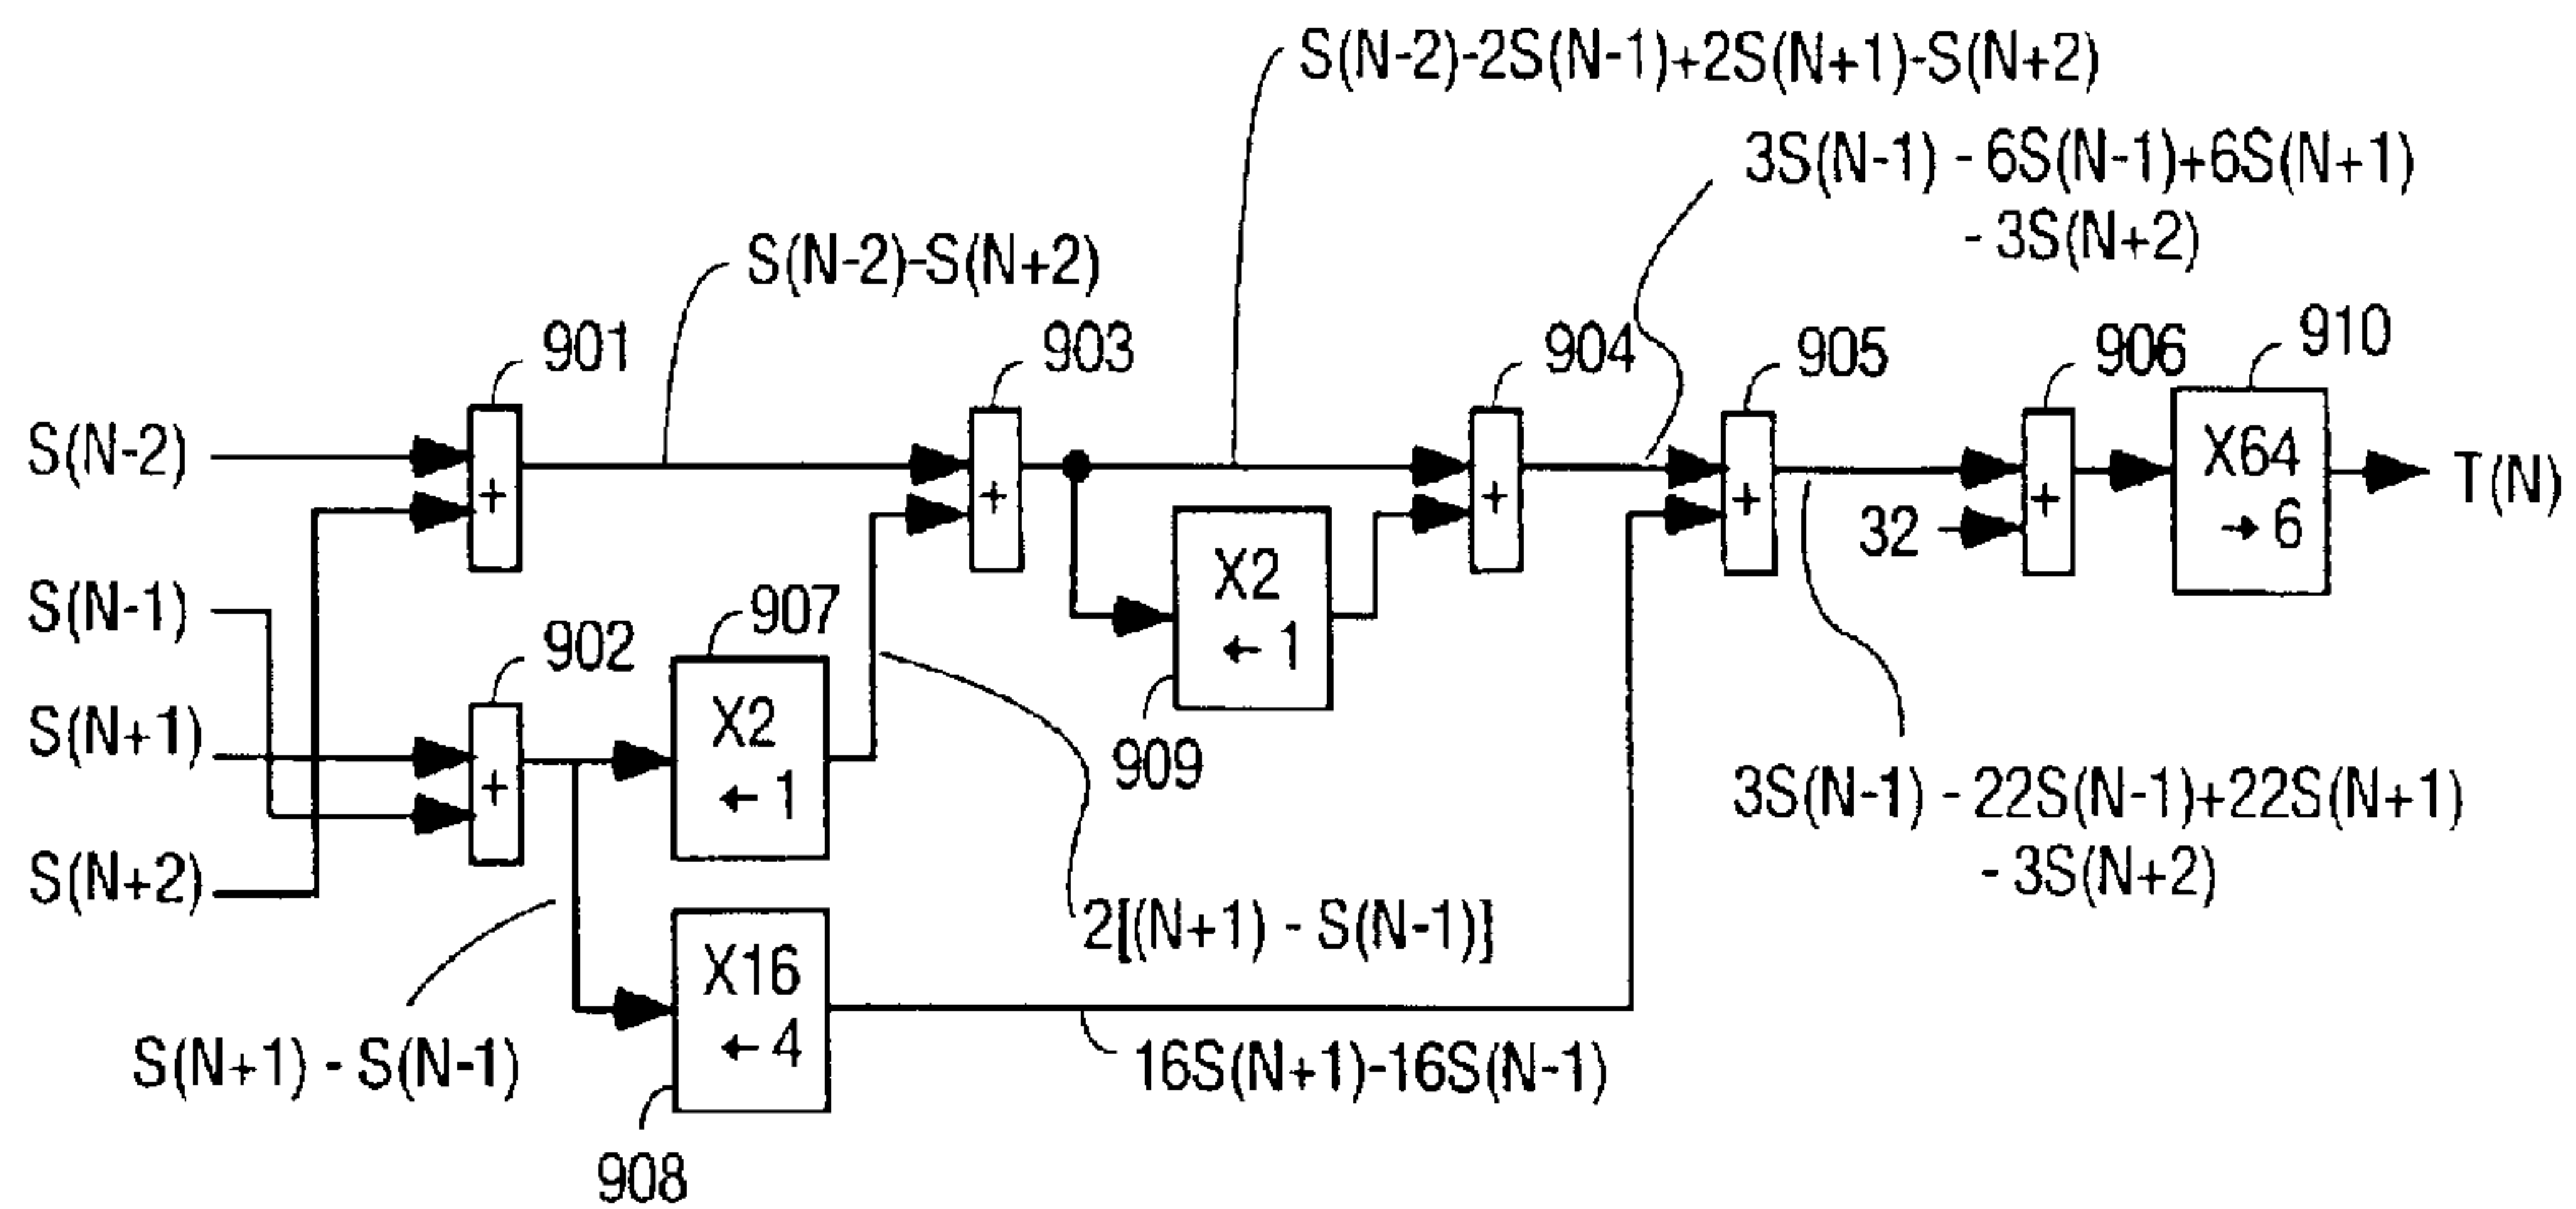 S(N-2)-2S(N-1)+2S(N+1)-S(N+2)
3S(N-1) - 6S(N-1)+6S(N+1)
- 3S(N+2)
S(N-2)-S(N+2)
901
903
904
905
906
910
S(N-2)
+
+
+
+
+
X64
→ 6
T(N)
32
S(N-1)
902
907
X2
← 1
909
S(N+1)
+
X2
← 1
S(N+2)
3S(N-1) - 22S(N-1)+22S(N+1)
- 3S(N+2)
2[(N+1) - S(N-1)]
X16
← 4
908
S(N+1) - S(N-1)
16S(N+1)-16S(N-1)